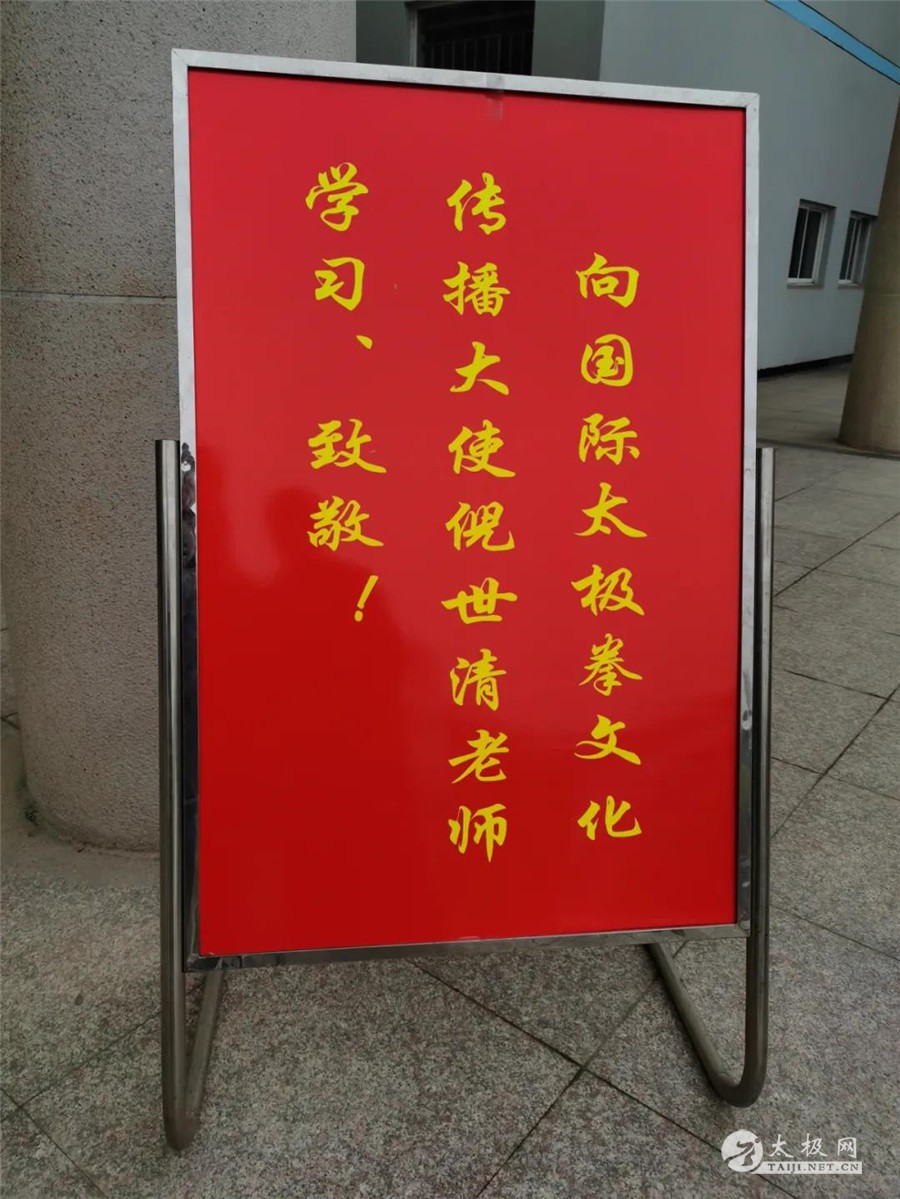 向国际太极拳文化
传播大使倪世清老师
学习、致敬！
太极网
TAIJI.NET.CN